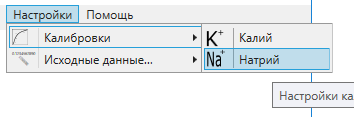 Настройки Помощь
Калибровки K⁺ Калий
Исходные данные... Na⁺ Натрий
Настройки ка